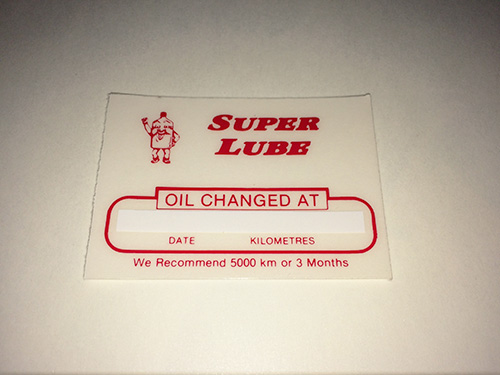 SUPER
LUBE
OIL CHANGED AT
DATE KILOMETRES
We Recommend 5000 km or 3 Months